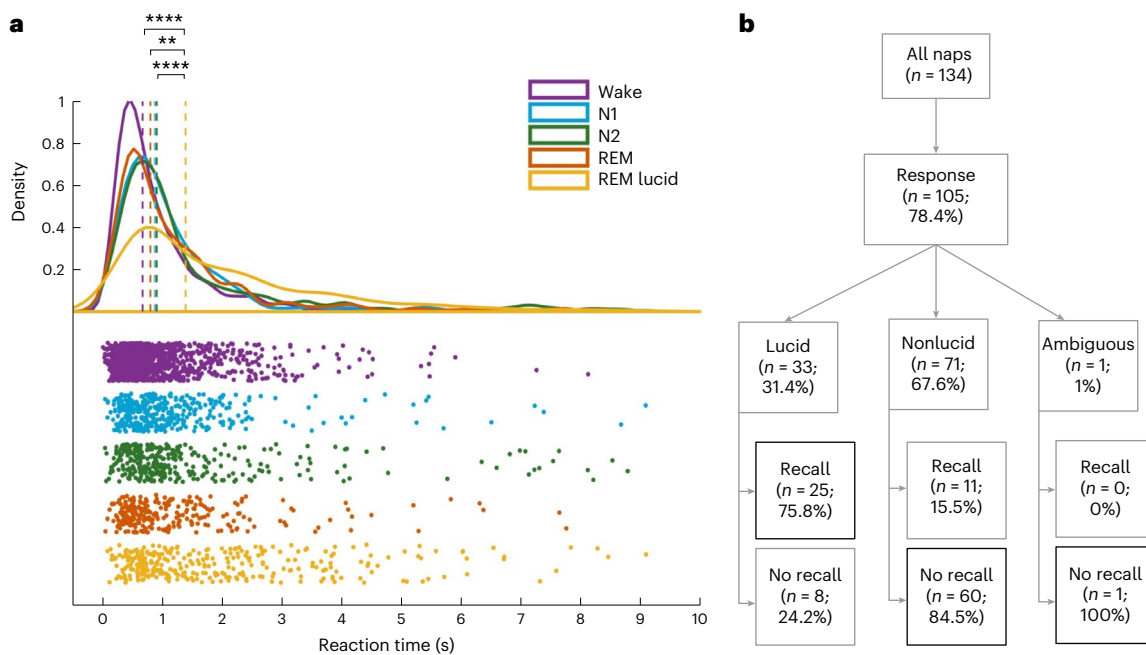 a
****
**
****
Wake
N1
N2
REM
REM lucid
Density
1
0.8
0.6
0.4
0.2
0
1
2
3
4
5
6
7
8
9
10
Reaction time (s)
b
All naps
(n = 134)
Response
(n = 105;
78.4%)
Lucid
(n = 33;
31.4%)
Nonlucid
(n = 71;
67.6%)
Ambiguous
(n = 1;
1%)
Recall
(n = 25;
75.8%)
Recall
(n = 11;
15.5%)
Recall
(n = 0;
0%)
No recall
(n = 8;
24.2%)
No recall
(n = 60;
84.5%)
No recall
(n = 1;
100%)